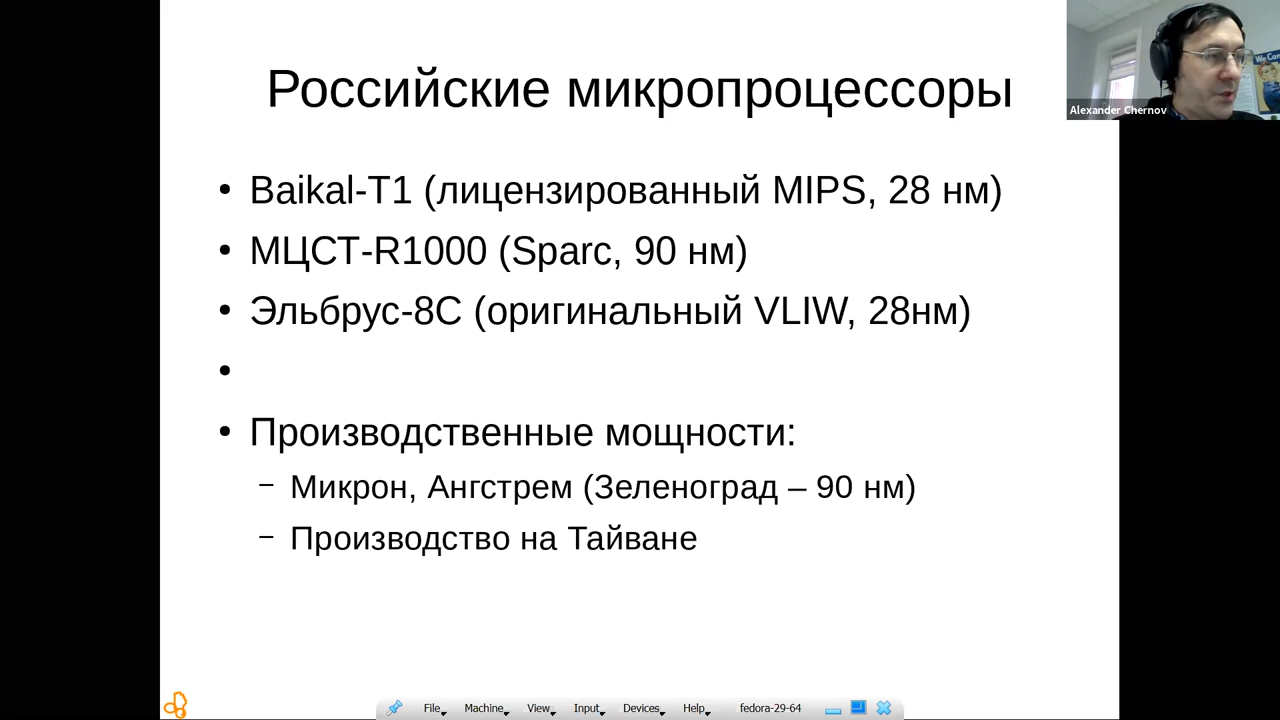 Российские микропроцессоры
We Can
Alexander Chernov
Baikal-T1 (лицензированный MIPS, 28 нм)
МЦСТ-R1000 (Sparc, 90 нм)
Эльбрус-8С (оригинальный VLIW, 28нм)
Производственные мощности:
Микрон, Ангстрем (Зеленоград – 90 нм)
Производство на Тайване
File Machine View Input Devices Help fedora-29-64